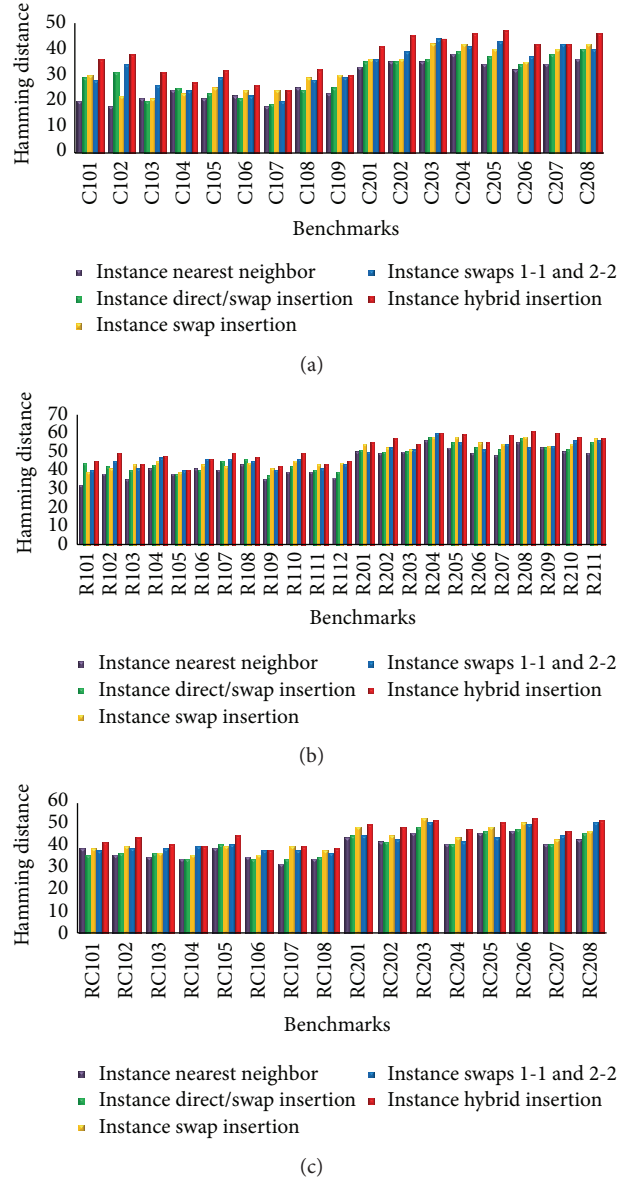 50
40
30
20
10
0
Hamming distance
C101 C102 C103 C104 C105 C106 C107 C108 C109 C201 C202 C203 C204 C205 C206 C207 C208
Benchmarks
Instance nearest neighbor
Instance swaps 1-1 and 2-2
Instance direct/swap insertion
Instance hybrid insertion
Instance swap insertion
(a)
70
60
50
40
30
20
10
0
Hamming distance
R101 R102 R103 R104 R105 R106 R107 R108 R109 R110 R111 R112 R201 R202 R203 R204 R205 R206 R207 R208 R209 R210 R211
Benchmarks
Instance nearest neighbor
Instance swaps 1-1 and 2-2
Instance direct/swap insertion
Instance hybrid insertion
Instance swap insertion
(b)
60
50
40
30
20
10
0
Hamming distance
RC101 RC102 RC103 RC104 RC105 RC106 RC107 RC108 RC201 RC202 RC203 RC204 RC205 RC206 RC207 RC208
Benchmarks
Instance nearest neighbor
Instance swaps 1-1 and 2-2
Instance direct/swap insertion
Instance hybrid insertion
Instance swap insertion
(c)